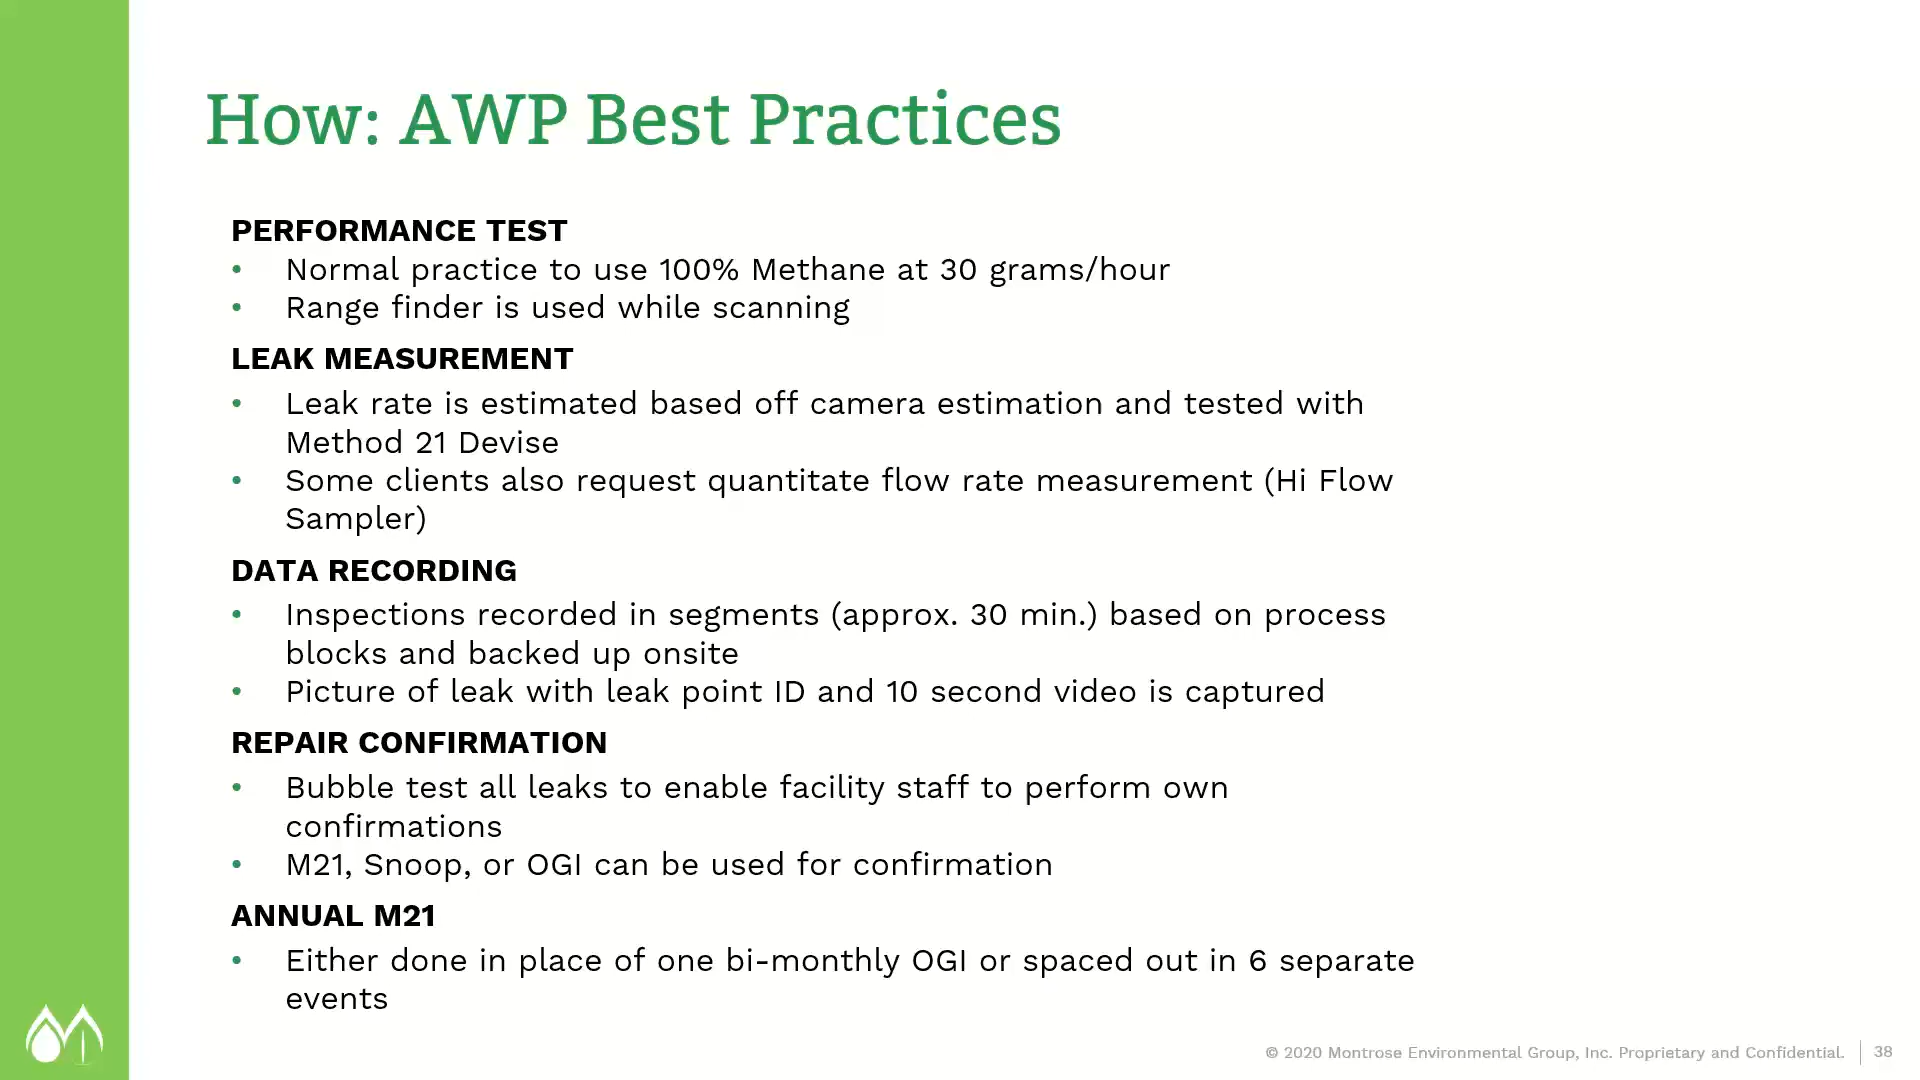 How: AWP Best Practices
PERFORMANCE TEST
• Normal practice to use 100% Methane at 30 grams/hour
• Range finder is used while scanning
LEAK MEASUREMENT
• Leak rate is estimated based off camera estimation and tested with
Method 21 Devise
• Some clients also request quantitate flow rate measurement (Hi Flow
Sampler)
DATA RECORDING
• Inspections recorded in segments (approx. 30 min.) based on process
blocks and backed up onsite
• Picture of leak with leak point ID and 10 second video is captured
REPAIR CONFIRMATION
• Bubble test all leaks to enable facility staff to perform own
confirmations
• M21, Snoop, or OGI can be used for confirmation
ANNUAL M21
• Either done in place of one bi-monthly OGI or spaced out in 6 separate
events
© 2020 Montrose Environmental Group, Inc. Proprietary and Confidential. 38